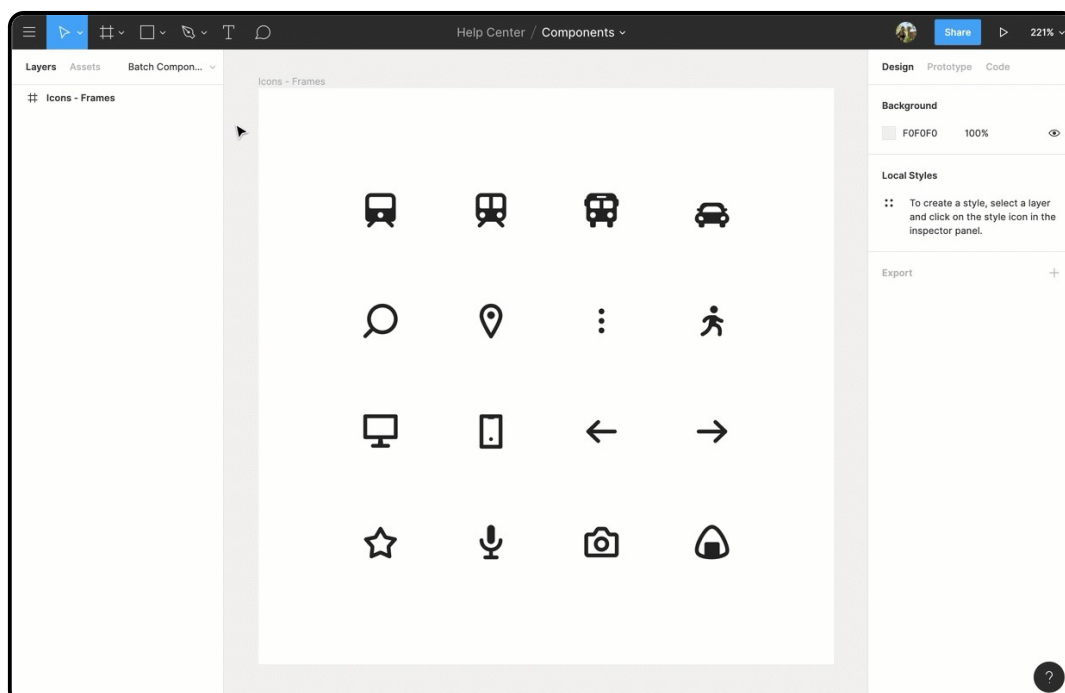 Help Center / Components
Share
221%
Layers Assets Batch Compon...
Icons - Frames
Icons - Frames
Design Prototype Code
Background
F0F0F0 100%
Local Styles
To create a style, select a layer
and click on the style icon in the
inspector panel.
Export
?